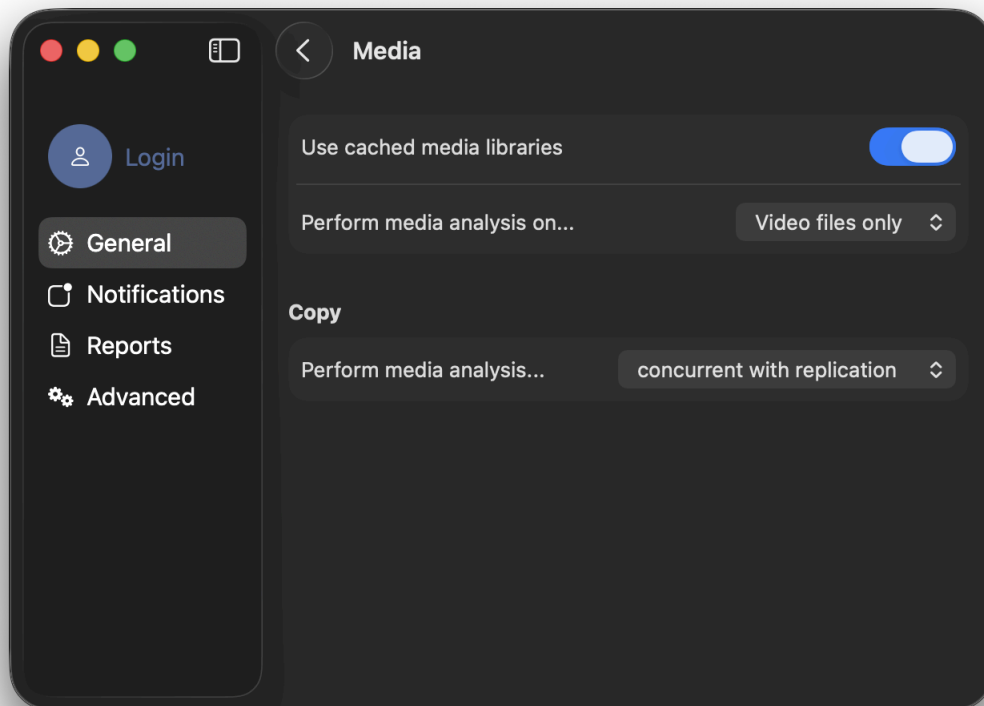 Media
Login
General
Notifications
Reports
Advanced
Use cached media libraries
Perform media analysis on... Video files only
Copy
Perform media analysis... concurrent with replication